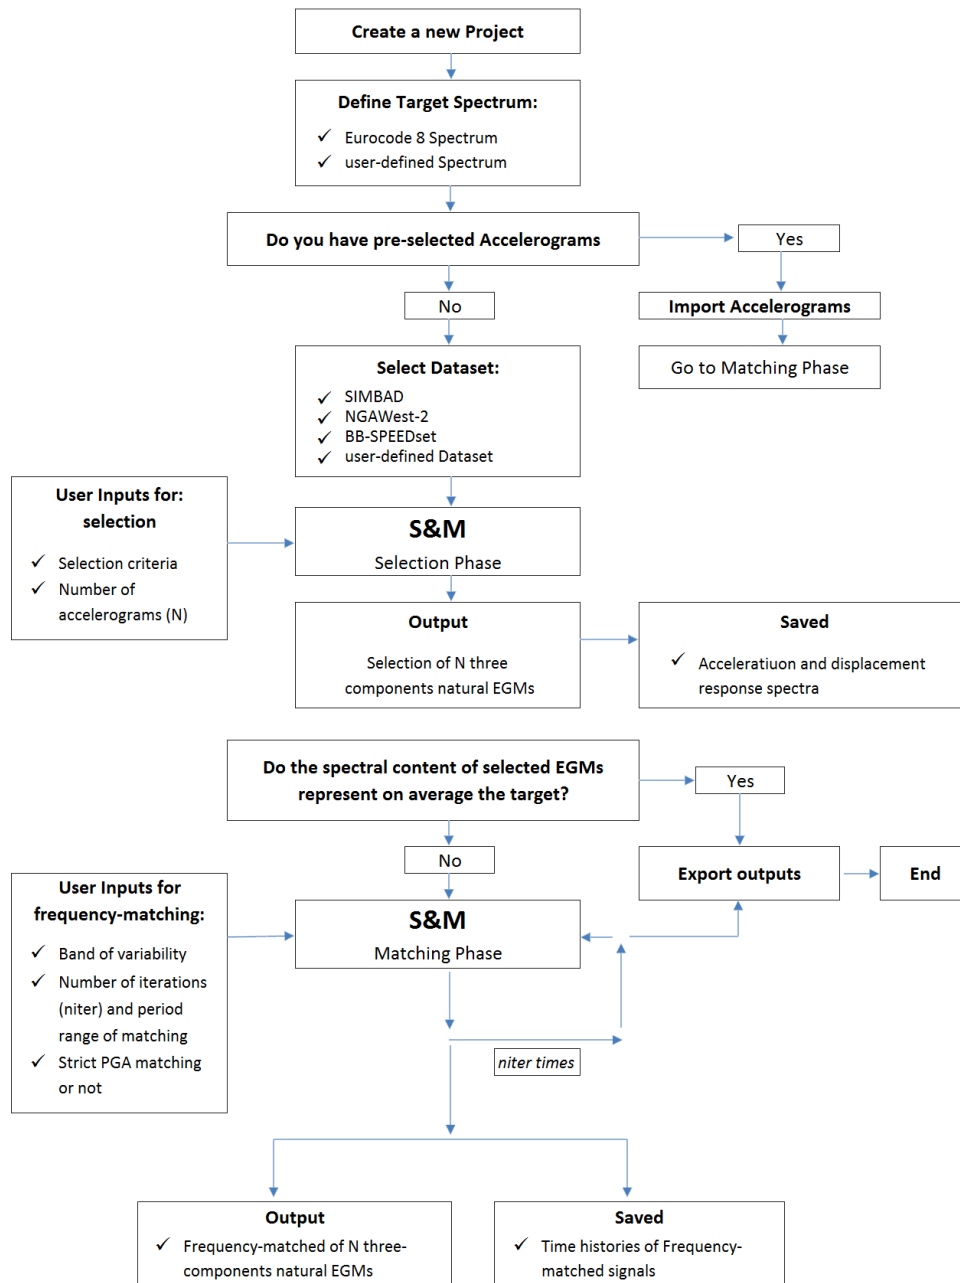 Create a new Project
Define Target Spectrum:
✓ Eurocode 8 Spectrum
✓ user-defined Spectrum
Do you have pre-selected Accelerograms
Yes
No
Import Accelerograms
Go to Matching Phase
Select Dataset:
✓ SIMBAD
✓ NGAWest-2
✓ BB-SPEEDset
✓ user-defined Dataset
User Inputs for:
selection
✓ Selection criteria
✓ Number of
accelerograms (N)
S&M
Selection Phase
Output
Selection of N three
components natural EGMs
Saved
✓ Acceleratiuon and displacement
response spectra
Do the spectral content of selected EGMs
represent on average the target?
Yes
No
Export outputs
End
User Inputs for
frequency-matching:
✓ Band of variability
✓ Number of iterations
(niter) and period
range of matching
✓ Strict PGA matching
or not
S&M
Matching Phase
niter times
Output
✓ Frequency-matched of N three-
components natural EGMs
Saved
✓ Time histories of Frequency-
matched signals